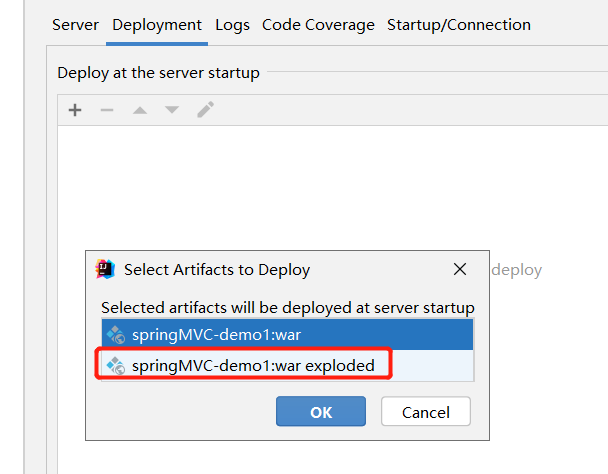 Server Deployment Logs Code Coverage Startup/Connection
Deploy at the server startup
deploy
Select Artifacts to Deploy
Selected artifacts will be deployed at server startup
springMVC-demo1:war
springMVC-demo1:war exploded
OK Cancel